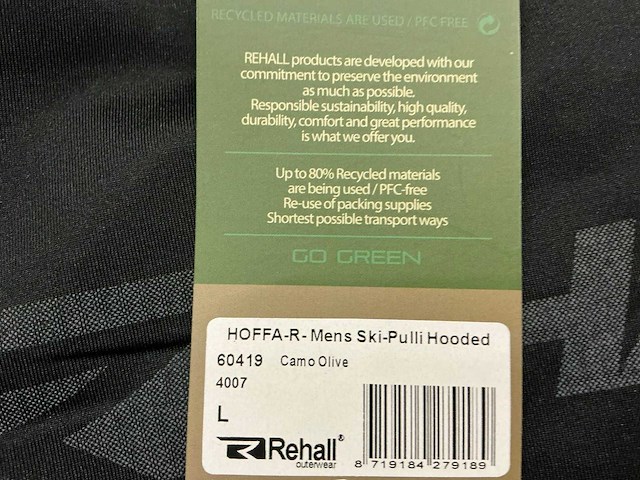 RECYCLED MATERIALS ARE USED / PFC-FREE
REHALL products are developed with our
commitment to preserve the environment
as much as possible.
Responsible sustainability, high quality,
durability, comfort and great performance
is what we offer you.
Up to 80% Recycled materials
are being used / PFC-free
Re-use of packing supplies
Shortest possible transport ways
GO GREEN
HOFFA-R- Mens Ski-Pulli Hooded
60419 Camo Olive
4007
L
Rehall®
outerwear
8 719184 279189